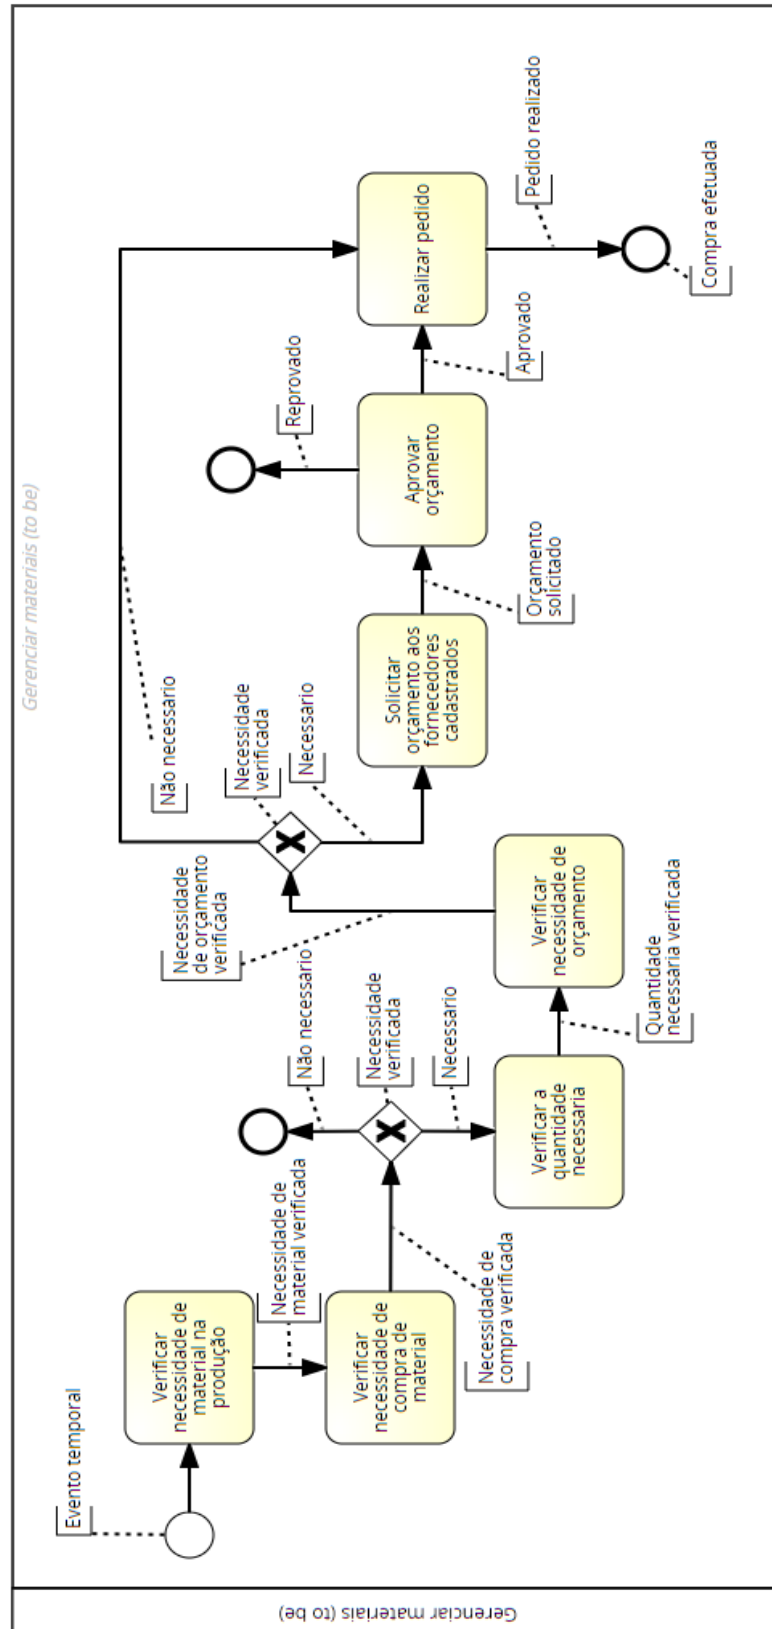 Gerenciar materiais (to be)
Gerenciar materiais (to be)
Evento temporal
Verificar
necessidade de
material na
produção
Necessidade de
material verificada
Verificar
necessidade de
compra de
material
Necessidade de
compra verificada
Não necessario
Necessidade
verificada
Necessario
Verificar a
quantidade
necessária
Quantidade
necessaria verificada
Verificar
necessidade de
orçamento
Necessidade
de orçamento
verificada
Não necessario
Necessidade
verificada
Necessario
Solicitar
orçamento aos
fornecedores
cadastrados
Orçamento
solicitado
Aprovar
orçamento
Reprovado
Aprovado
Realizar pedido
Pedido realizado
Compra efetuada